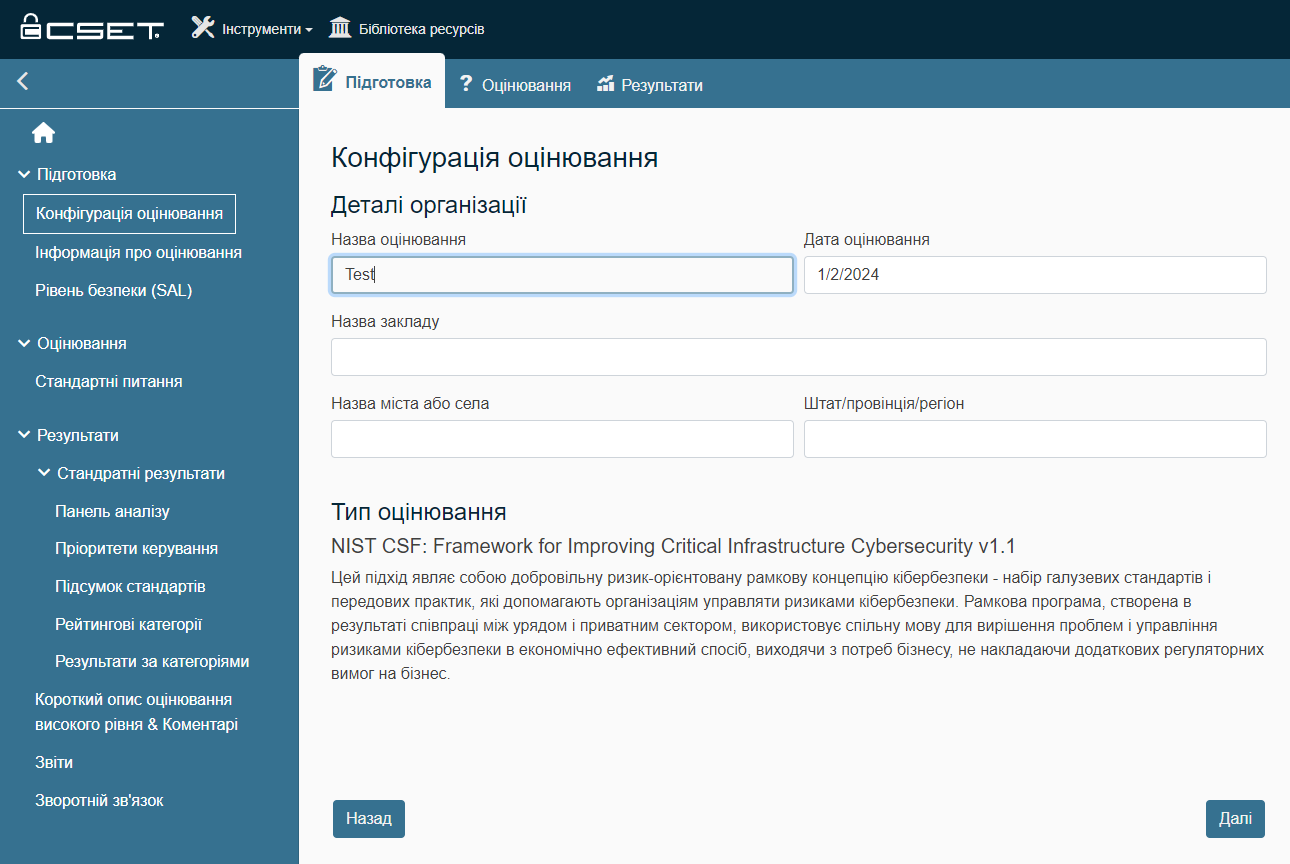 CSET
Інструменти
Бібліотека ресурсів
Підготовка
? Оцінювання
Результати
Підготовка
Конфігурація оцінювання
Інформація про оцінювання
Рівень безпеки (SAL)
Оцінювання
Стандартні питання
Результати
Стандратні результати
Панель аналізу
Пріоритети керування
Підсумок стандартів
Рейтингові категорії
Результати за категоріями
Короткий опис оцінювання
високого рівня & Коментарі
Звіти
Зворотній зв'язок
Конфігурація оцінювання
Деталі організації
Назва оцінювання
Дата оцінювання
Test
1/2/2024
Назва закладу
Назва міста або села
Штат/провінція/регіон
Тип оцінювання
NIST CSF: Framework for Improving Critical Infrastructure Cybersecurity v1.1
Цей підхід являє собою добровільну ризик-орієнтовану рамкову концепцію кібербезпеки - набір галузевих стандартів і
передових практик, які допомагають організаціям управляти ризиками кібербезпеки. Рамкова програма, створена в
результаті співпраці між урядом і приватним сектором, використовує спільну мову для вирішення проблем і управління
ризиками кібербезпеки в економічно ефективний спосіб, виходячи з потреб бізнесу, не накладаючи додаткових регуляторних
вимог на бізнес.
Назад
Далі